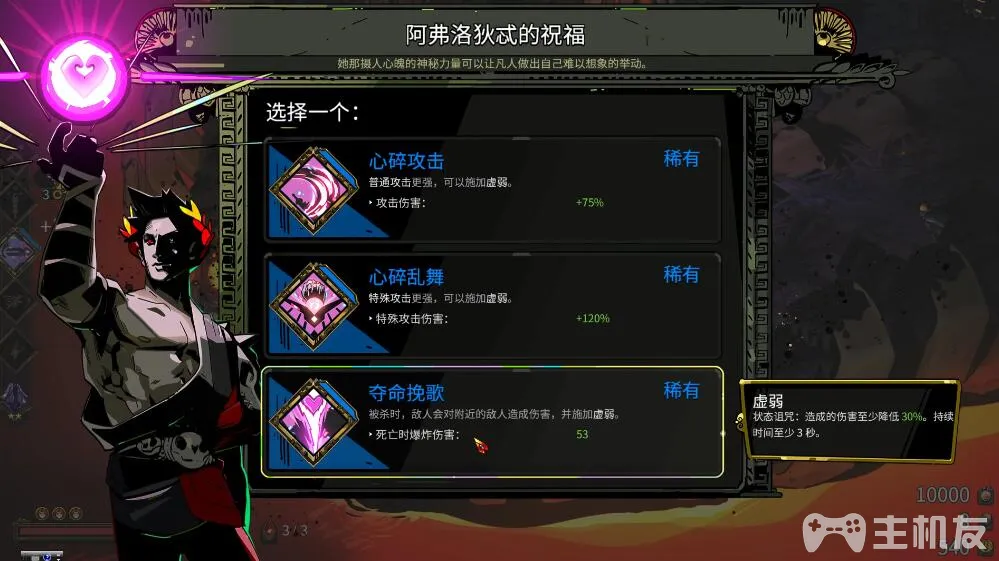 阿弗洛狄忒的祝福
她那摄人心魄的神秘力量可以让凡人做出自己难以想象的举动。
选择一个：
心碎攻击
稀有
普通攻击更强，可以施加虚弱。
攻击伤害：
+75%
心碎乱舞
稀有
特殊攻击更强，可以施加虚弱。
特殊攻击伤害：
+120%
夺命挽歌
稀有
被杀时，敌人会对附近的敌人造成伤害，并施加虚弱。
死亡时爆炸伤害：
53
虚弱
状态诅咒：造成的伤害至少降低 30%。持续
时间至少 3 秒。
3
10000
3/3
主机友